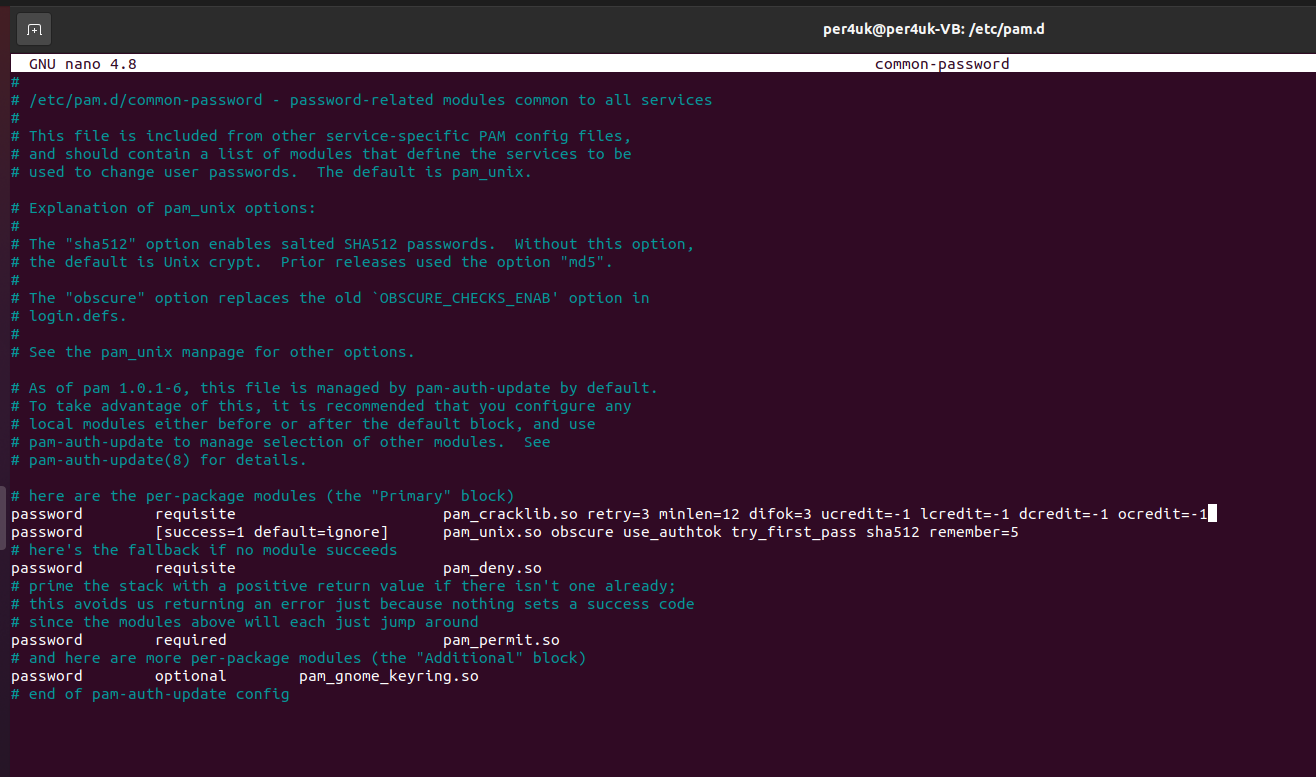 per4uk@per4uk-VB: /etc/pam.d
GNU nano 4.8 common-password
#
# /etc/pam.d/common-password - password-related modules common to all services
#
# This file is included from other service-specific PAM config files,
# and should contain a list of modules that define the services to be
# used to change user passwords.  The default is pam_unix.

# Explanation of pam_unix options:
#
# The "sha512" option enables salted SHA512 passwords.  Without this option,
# the default is Unix crypt.  Prior releases used the option "md5".
#
# The "obscure" option replaces the old `OBSCURE_CHECKS_ENAB' option in
# login.defs.
#
# See the pam_unix manpage for other options.

# As of pam 1.0.1-6, this file is managed by pam-auth-update by default.
# To take advantage of this, it is recommended that you configure any
# local modules either before or after the default block, and use
# pam-auth-update to manage selection of other modules.  See
# pam-auth-update(8) for details.

# here are the per-package modules (the "Primary" block)
password        requisite                       pam_cracklib.so retry=3 minlen=12 difok=3 ucredit=-1 lcredit=-1 dcredit=-1 ocredit=-1
password        [success=1 default=ignore]      pam_unix.so obscure use_authtok try_first_pass sha512 remember=5
# here's the fallback if no module succeeds
password        requisite                       pam_deny.so
# prime the stack with a positive return value if there isn't one already;
# this avoids us returning an error just because nothing sets a success code
# since the modules above will each just jump around
password        required                        pam_permit.so
# and here are more per-package modules (the "Additional" block)
password        optional        pam_gnome_keyring.so
# end of pam-auth-update config